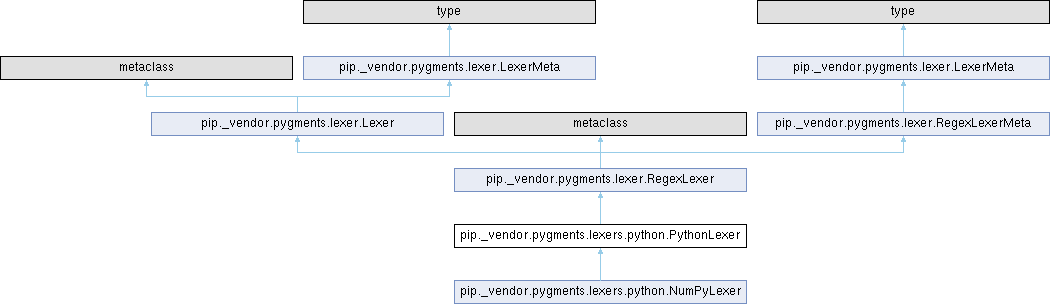 type
type
metaclass
pip._vendor.pygments.lexer.LexerMeta
pip._vendor.pygments.lexer.LexerMeta
pip._vendor.pygments.lexer.Lexer
metaclass
pip._vendor.pygments.lexer.RegexLexerMeta
pip._vendor.pygments.lexer.RegexLexer
pip._vendor.pygments.lexers.python.PythonLexer
pip._vendor.pygments.lexers.python.NumPyLexer